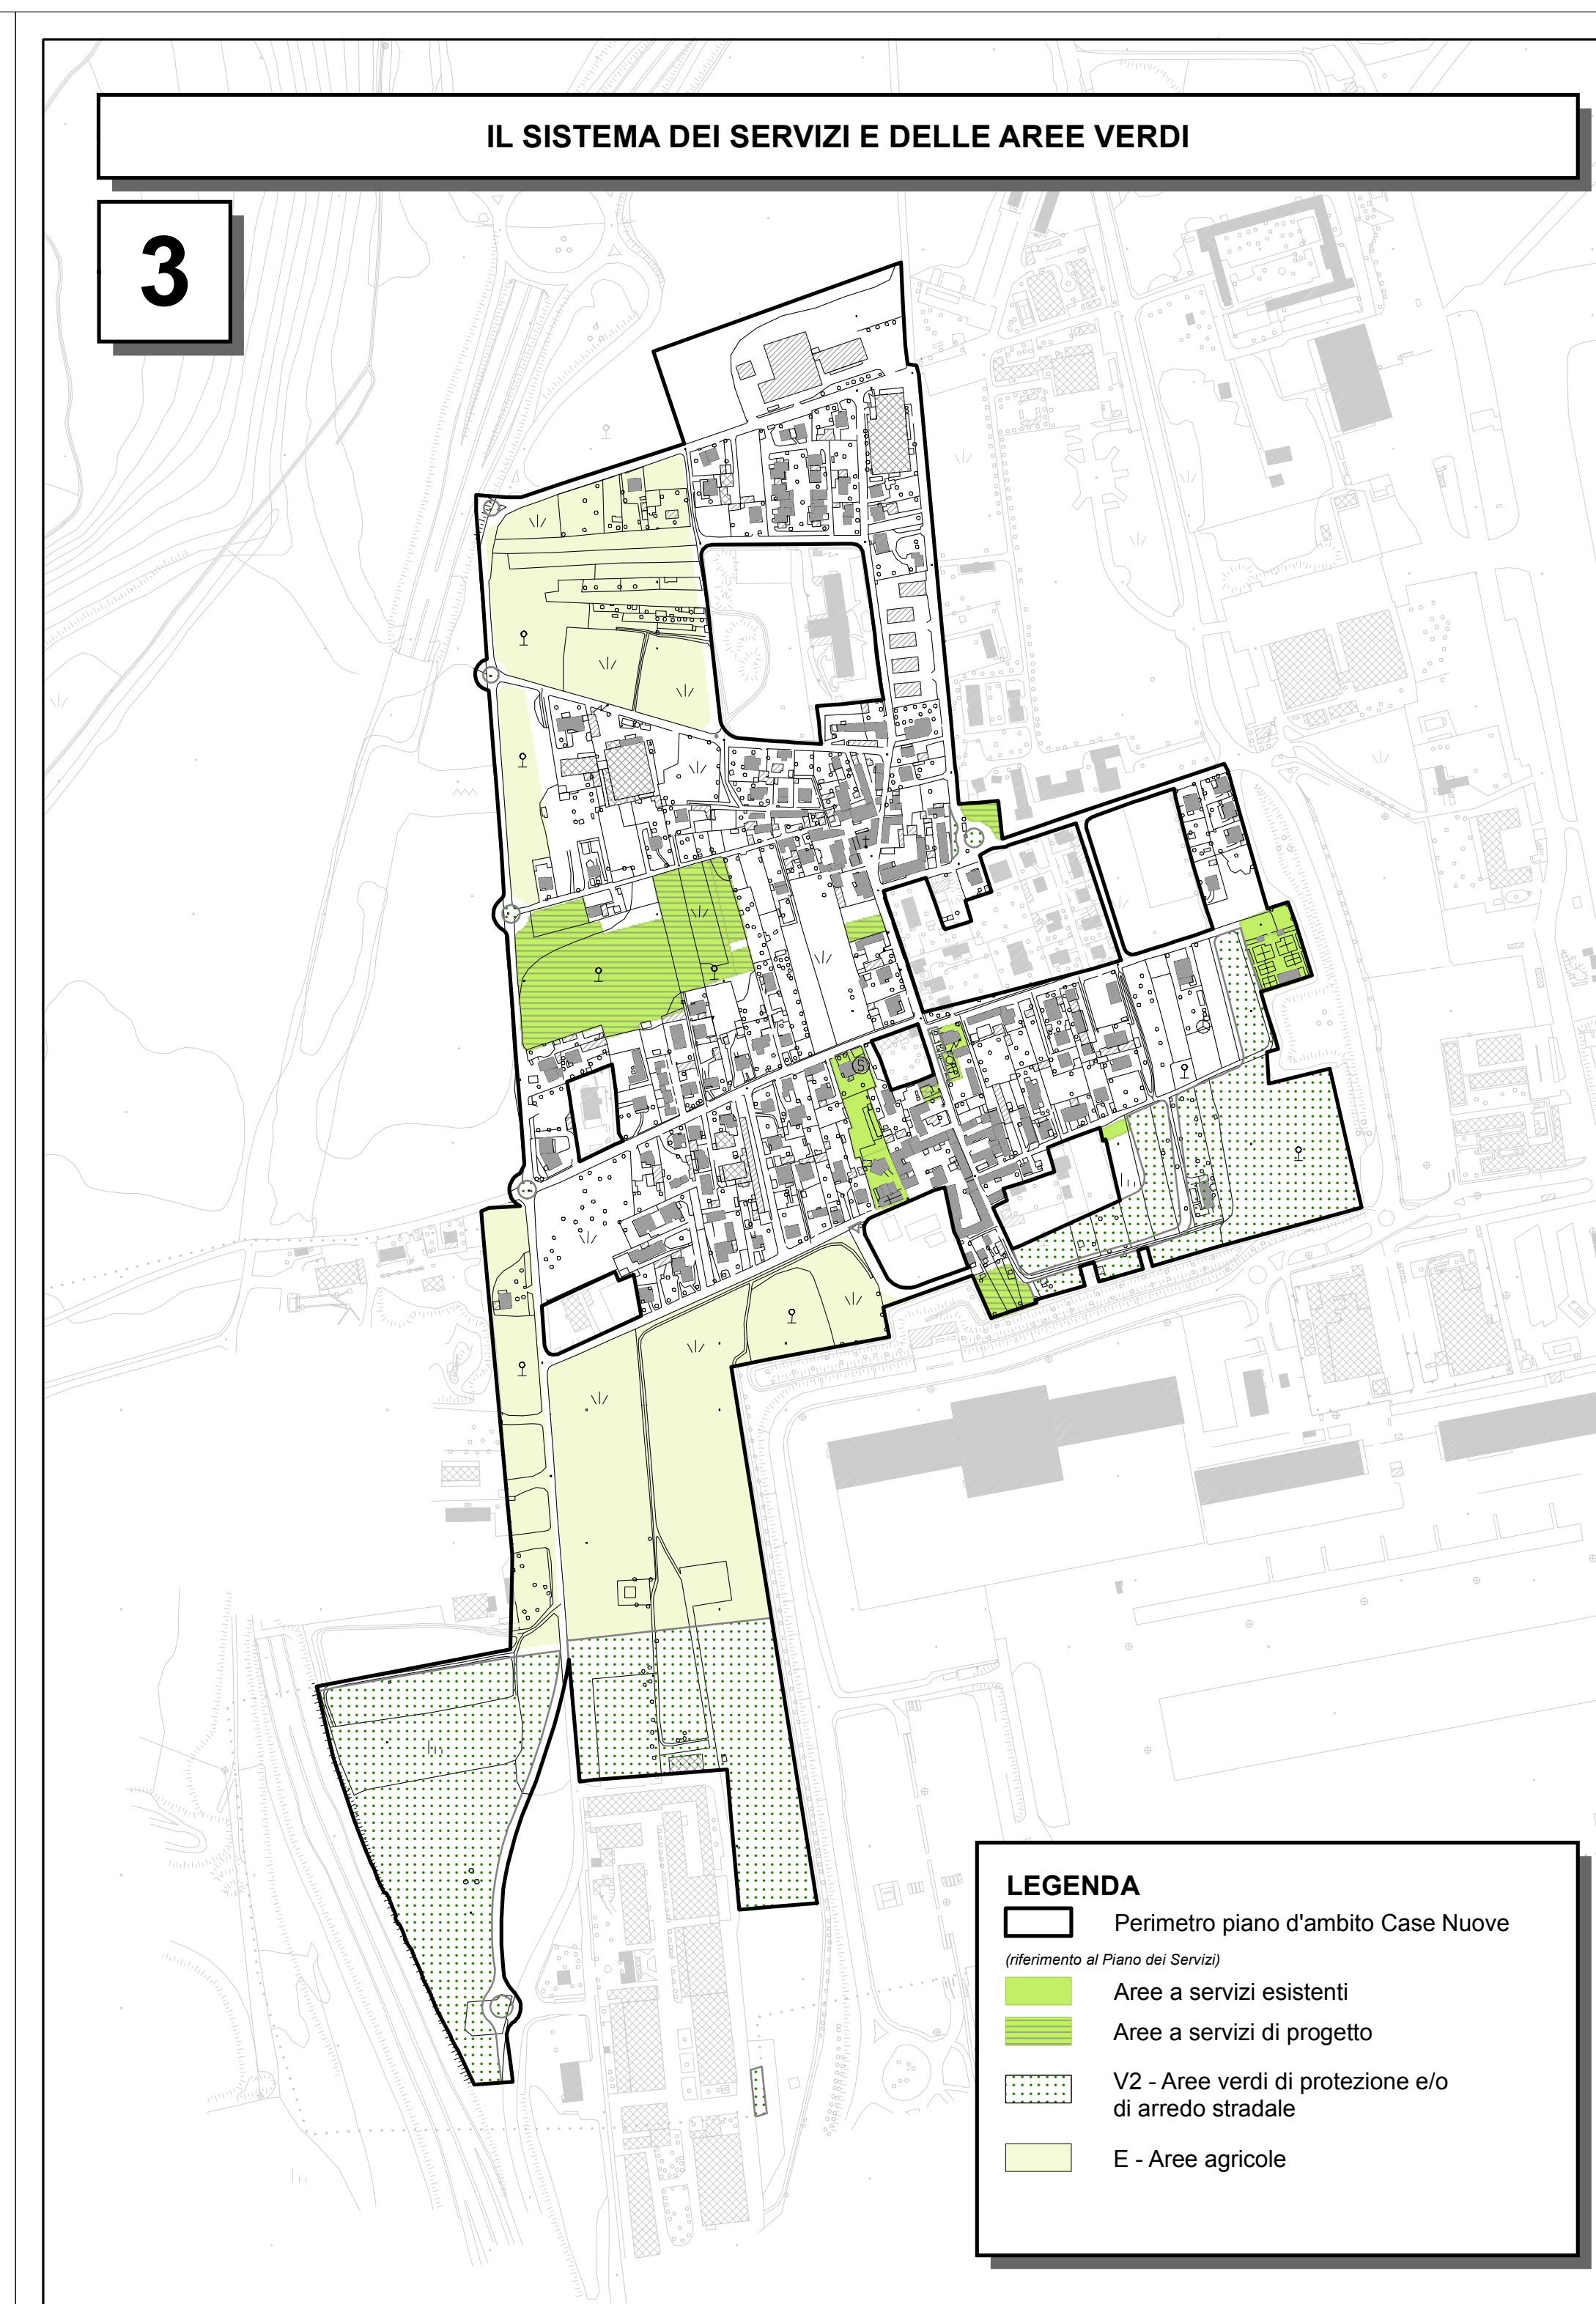 IL SISTEMA DEI SERVIZI E DELLE AREE VERDI
3
S
LEGENDA
Perimetro piano d'ambito Case Nuove
(riferimento al Piano dei Servizi)
Aree a servizi esistenti
Aree a servizi di progetto
V2 - Aree verdi di protezione e/o
di arredo stradale
E - Aree agricole